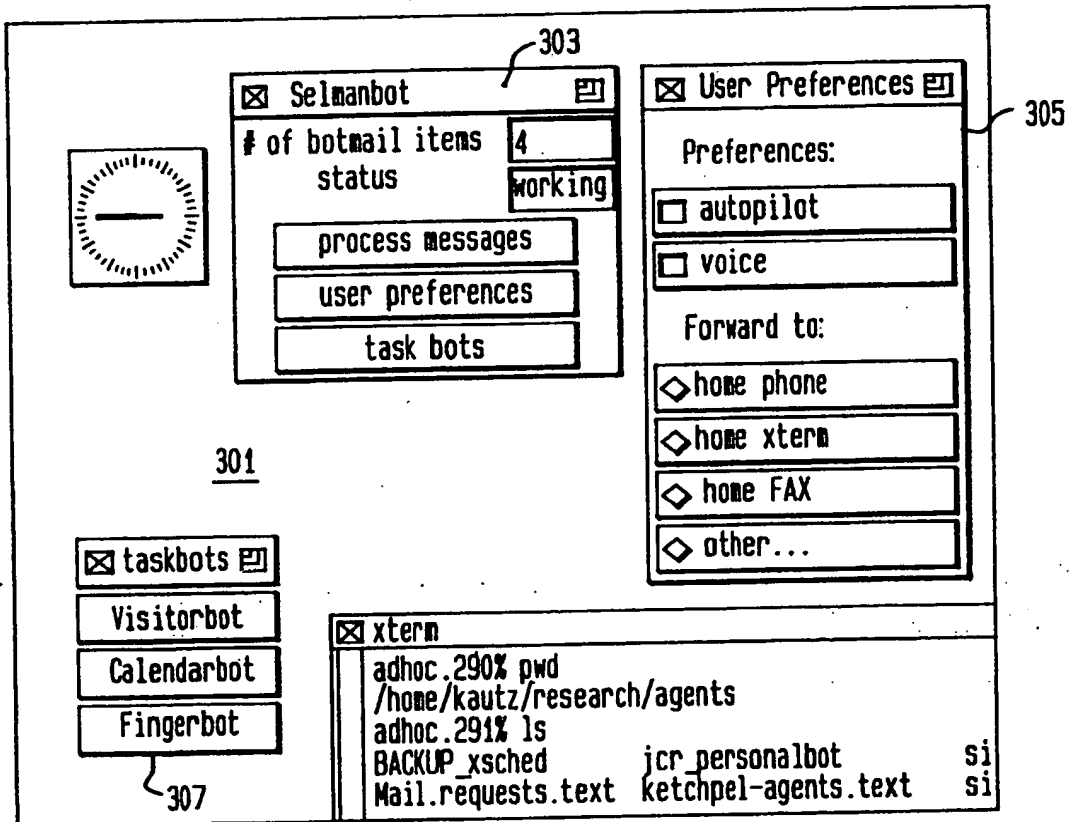 303
Selmanbot
# of botmail items 4
status working
process messages
user preferences
task bots
User Preferences
305
Preferences:
autopilot
voice
Forward to:
home phone
home xterm
home FAX
other...
301
taskbots
Visitorbot
Calendarbot
Fingerbot
307
xterm
adhoc.290% pwd
/home/kautz/research/agents
adhoc.291% ls
BACKUP_xsched jcr_personalbot si
Mail.requests.text ketchpel-agents.text si